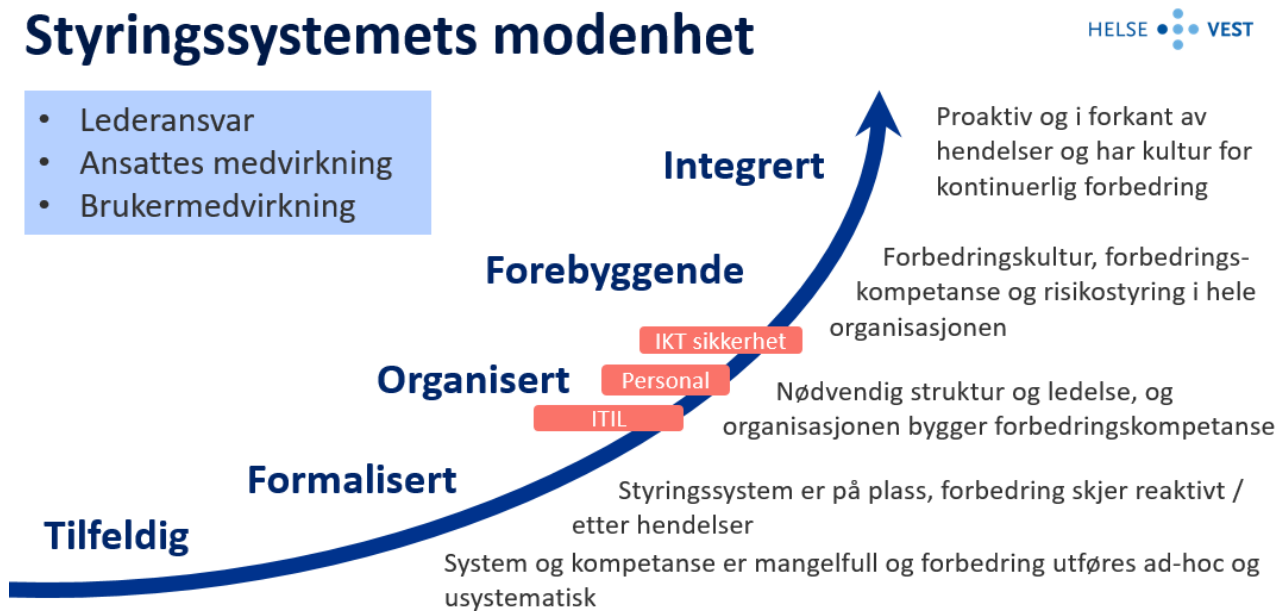 Styringssystemets modenhet
HELSE VEST
• Lederansvar
• Ansattes medvirkning
• Brukermedvirkning
Integrert
Proaktiv og i forkant av
hendelser og har kultur for
kontinuerlig forbedring
Forebyggende
Forbedringskultur, forbedrings-
kompetanse og risikostyring i hele
organisasjonen
IKT sikkerhet
Organisert
Personal
ITIL
Nødvendig struktur og ledelse, og
organisasjonen bygger forbedringskompetanse
Formalisert
Styringssystem er på plass, forbedring skjer reaktivt /
etter hendelser
Tilfeldig
System og kompetanse er mangelfull og forbedring utføres ad-hoc og
usystematisk